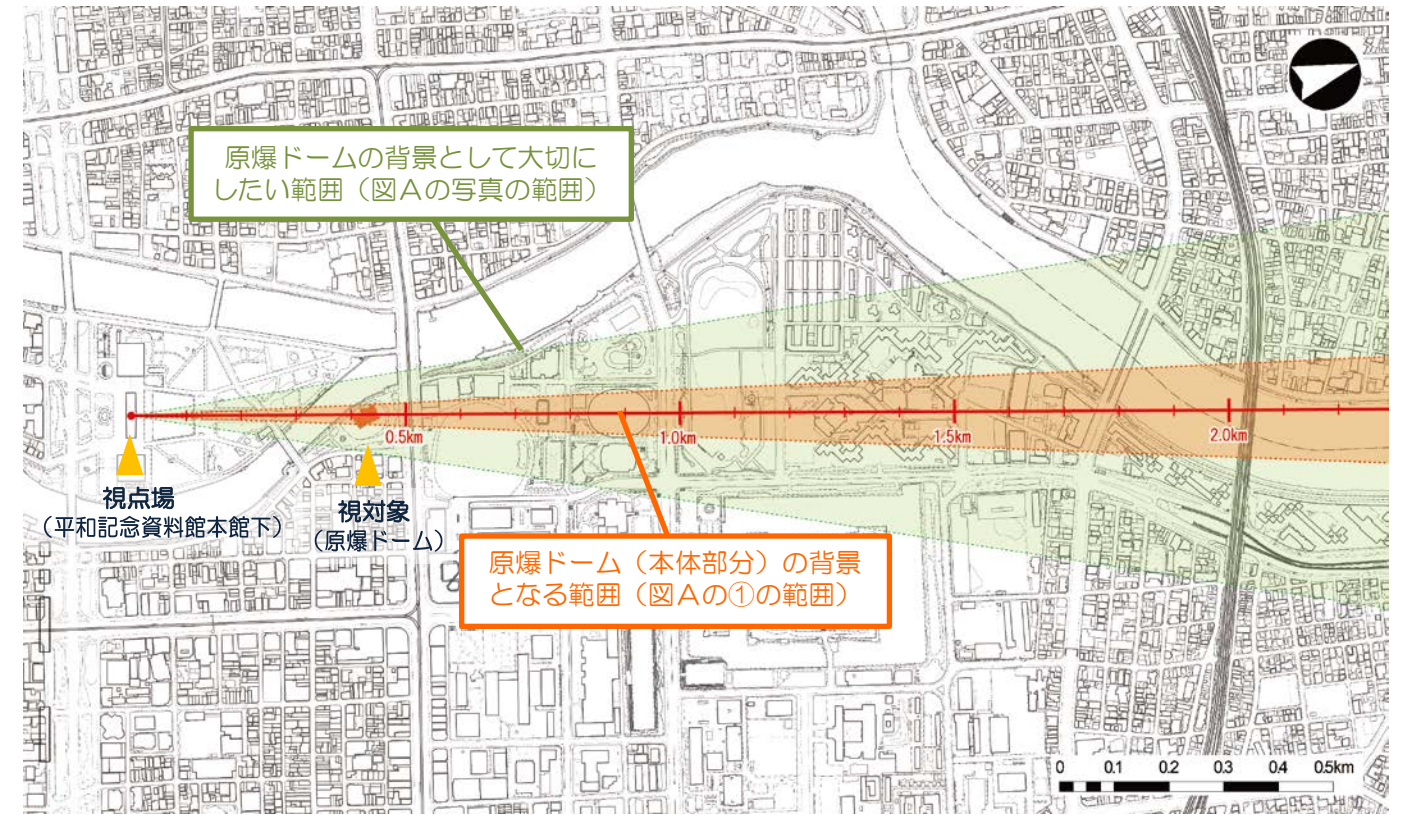 原爆ドームの背景として大切に
したい範囲（図Aの写真の範囲）
0.5km
1.0km
1.5km
2.0km
視点場
（平和記念資料館本館下）
視対象
（原爆ドーム）
原爆ドーム（本体部分）の背景
となる範囲（図Aの①の範囲）
0 0.1 0.2 0.3 0.4 0.5km